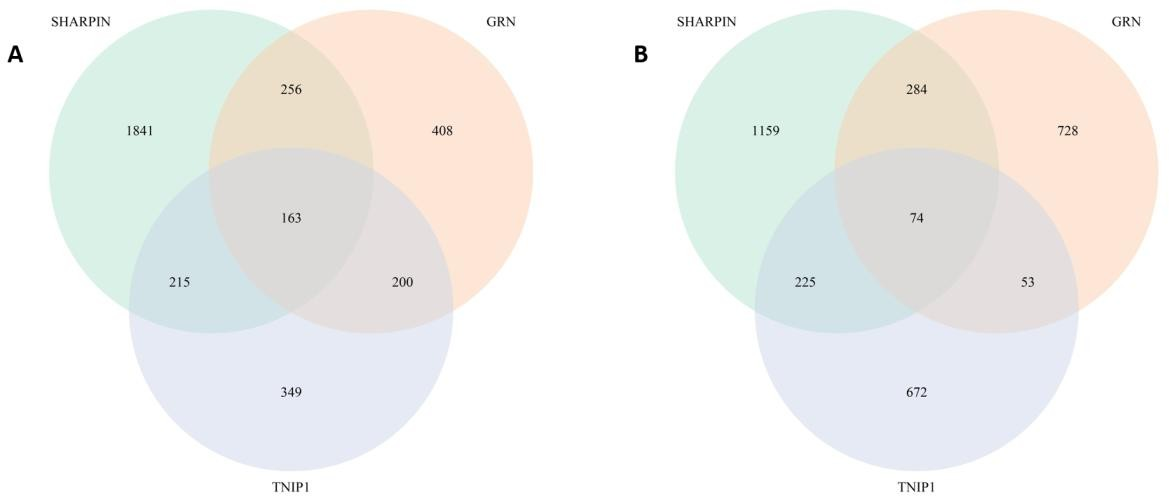 A
SHARPIN
GRN
256
1841
408
163
215
200
349
TNIP1
B
SHARPIN
GRN
284
1159
728
74
225
53
672
TNIP1